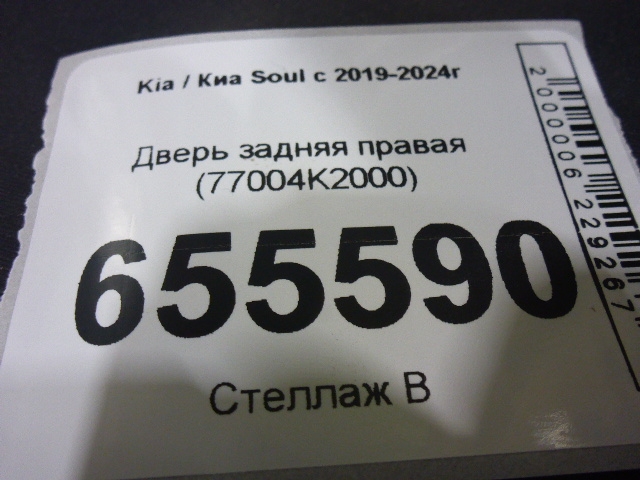 Kia / Киа Soul с 2019-2024г
Дверь задняя правая
(77004K2000)
655590
Стеллаж В
2000006229267